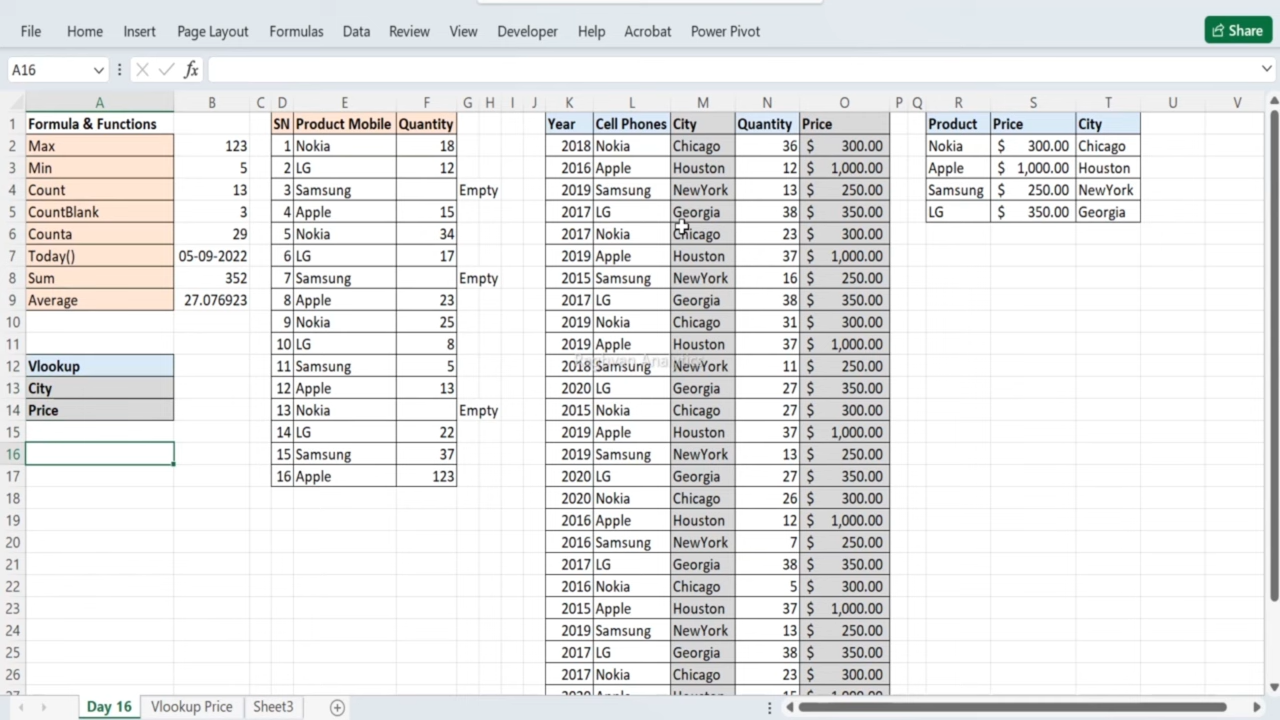 File Home Insert Page Layout Formulas Data Review View Developer Help Acrobat Power Pivot Share
A16 fx
A B C D E F G H I J K L M N O P Q R S T U V
1 Formula & Functions SN Product Mobile Quantity Year Cell Phones City Quantity Price Product Price City
2 Max 123 1 Nokia 18 2018 Nokia Chicago 36 $ 300.00 Nokia $ 300.00 Chicago
3 Min 5 2 LG 12 2016 Apple Houston 12 $ 1,000.00 Apple $ 1,000.00 Houston
4 Count 13 3 Samsung Empty 2019 Samsung NewYork 13 $ 250.00 Samsung $ 250.00 NewYork
5 CountBlank 3 4 Apple 15 2017 LG Georgia 38 $ 350.00 LG $ 350.00 Georgia
6 Counta 29 5 Nokia 34 2017 Nokia Chicago 23 $ 300.00
7 Today() 05-09-2022 6 LG 17 2019 Apple Houston 37 $ 1,000.00
8 Sum 352 7 Samsung Empty 2015 Samsung NewYork 16 $ 250.00
9 Average 27.076923 8 Apple 23 2017 LG Georgia 38 $ 350.00
10 9 Nokia 25 2019 Nokia Chicago 31 $ 300.00
11 10 LG 8 2019 Apple Houston 37 $ 1,000.00
12 Vlookup 11 Samsung 5 2018 Samsung NewYork 11 $ 250.00
13 City 12 Apple 13 2020 LG Georgia 27 $ 350.00
14 Price 13 Nokia Empty 2015 Nokia Chicago 27 $ 300.00
15 14 LG 22 2019 Apple Houston 37 $ 1,000.00
16 15 Samsung 37 2019 Samsung NewYork 13 $ 250.00
17 16 Apple 123 2020 LG Georgia 27 $ 350.00
18 2020 Nokia Chicago 26 $ 300.00
19 2016 Apple Houston 12 $ 1,000.00
20 2016 Samsung NewYork 7 $ 250.00
21 2017 LG Georgia 38 $ 350.00
22 2016 Nokia Chicago 5 $ 300.00
23 2015 Apple Houston 37 $ 1,000.00
24 2019 Samsung NewYork 13 $ 250.00
25 2017 LG Georgia 38 $ 350.00
26 2017 Nokia Chicago 23 $ 300.00
Day 16 Vlookup Price Sheet3